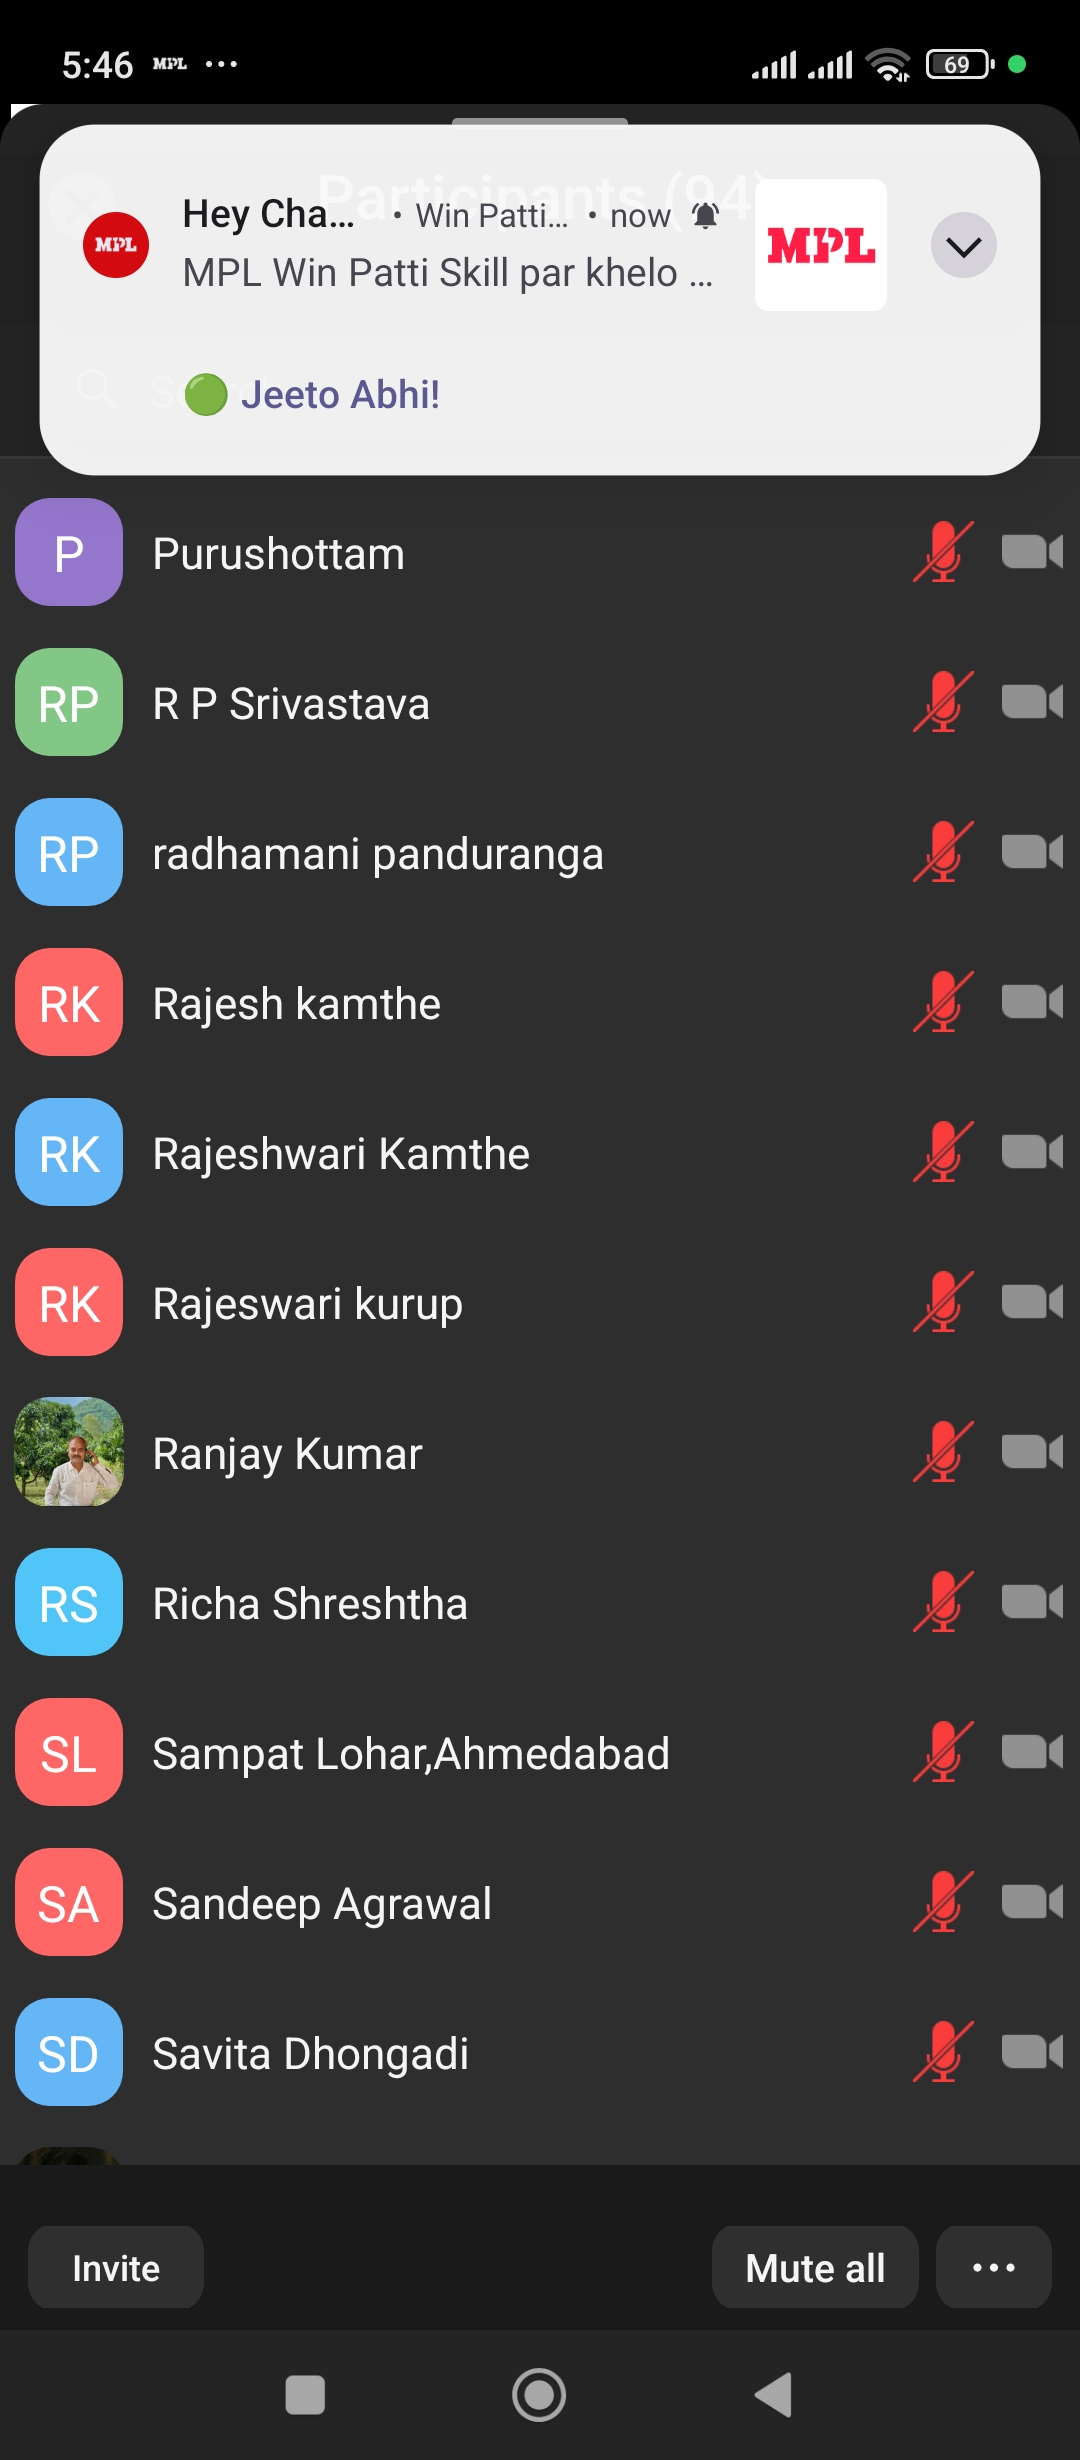 5:46 MPL ... 69
Participants (94)
MPL Hey Cha... • Win Patti... • now MPL
MPL Win Patti Skill par khelo ...
Jeeto Abhi!
P Purushottam
RP R P Srivastava
RP radhamani panduranga
RK Rajesh kamthe
RK Rajeshwari Kamthe
RK Rajeswari kurup
Ranjay Kumar
RS Richa Shreshtha
SL Sampat Lohar,Ahmedabad
SA Sandeep Agrawal
SD Savita Dhongadi
Invite Mute all ...